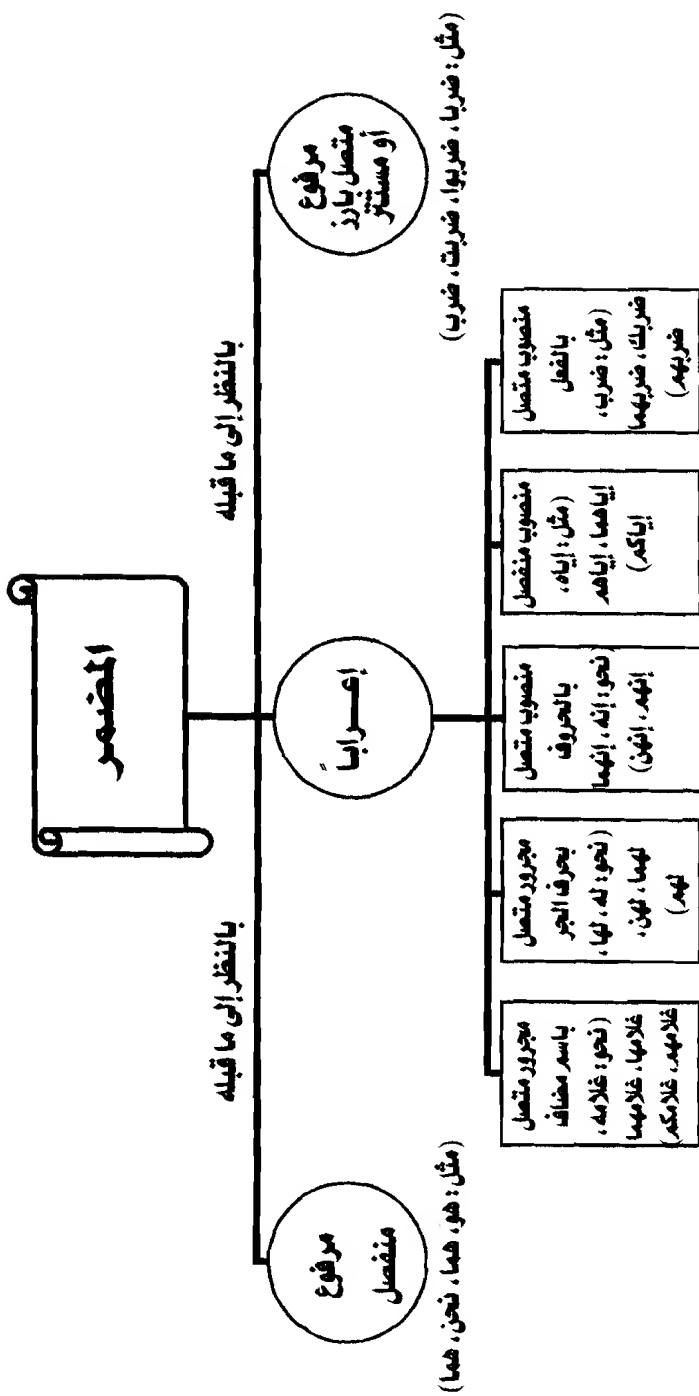 المضمر
بالنظر إلى ما قبله
بالنظر إلى ما قبله
مرفوع
متصل بارز
أو مستتر
(مثل: ضربا، ضربوا، ضربت، ضرب)
إعراباً
مرفوع
منفصل
(مثل: هو، هما، نحن، هما)
منصوب متصل
بالفعل
(مثل: ضرب،
ضربك، ضربهما
ضربهم)
منصوب منفصل
(مثل: إياه،
إياهما، إياهم
إياكم)
منصوب متصل
بالحروف
(نحو: إنه، إنهما
إنهم، إنهن)
مجرور متصل
بحرف الجر
(نحو: له، لها،
لهما، لهن،
لهم)
مجرور متصل
باسم مضاف
(نحو: غلامه،
غلامها، غلامهما
غلامهم، غلامكم)